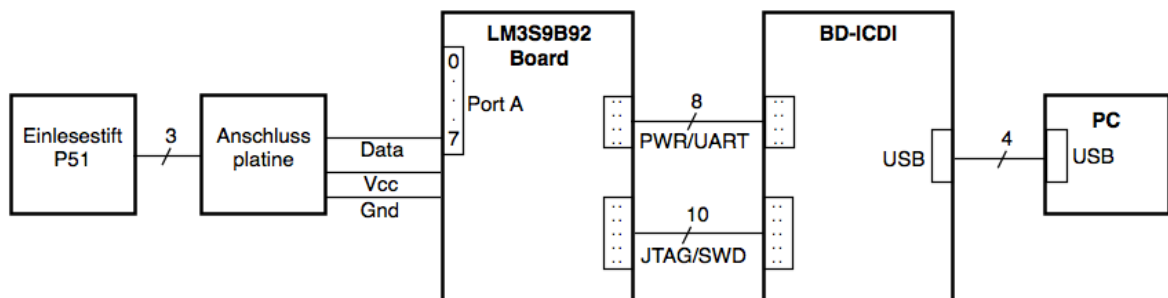 LM3S9B92
Board
BD-ICDI
0
.
.
.
7
Port A
Einlesestift
P51
3
Anschluss
platine
Data
Vcc
Gnd
8
PWR/UART
10
JTAG/SWD
USB
4
PC
USB